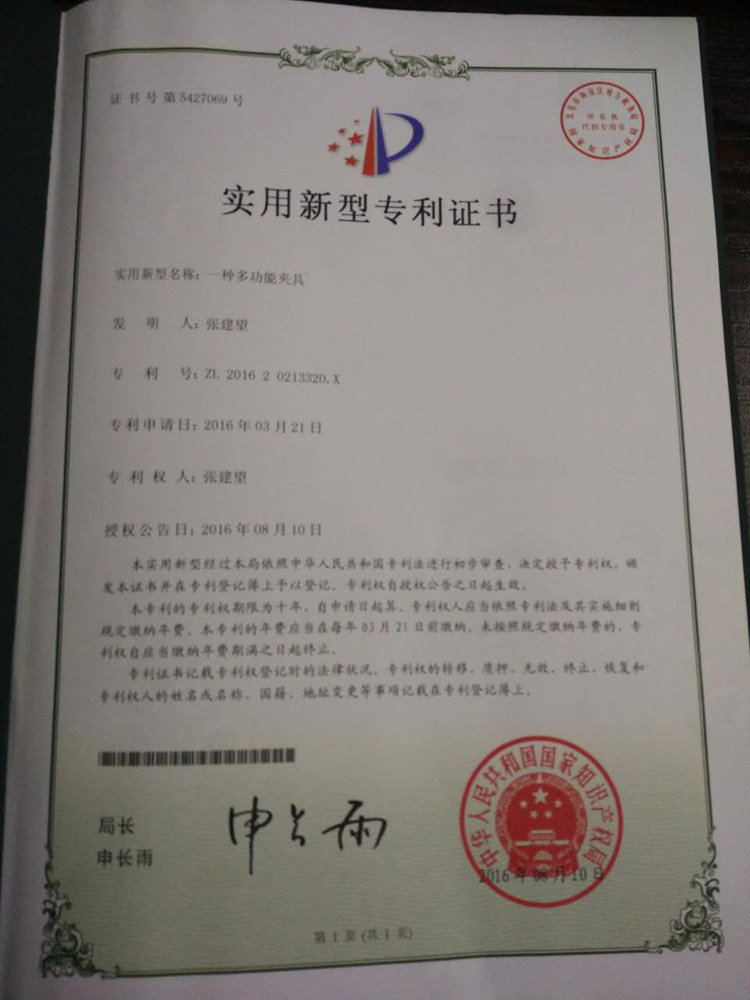 证书号第5427069号
实用新型专利证书
实用新型名称：一种多功能夹具
发 明 人：张建望
专 利 号：ZL 2016 2 0213320.X
专利申请日：2016年03月21日
专 利 权 人：张建望
授权公告日：2016年08月10日
本实用新型经过本局依照中华人民共和国专利法进行初步审查，决定授予专利权，颁
发本证书并在专利登记簿上予以登记。专利权自授权公告之日起生效。
本专利的专利权期限为十年，自申请日起算。专利权人应当依照专利法及其实施细则
规定缴纳年费。本专利的年费应当在每年03月21日前缴纳。未按照规定缴纳年费的，专
利权自应当缴纳年费期满之日起终止。
专利证书记载专利权登记时的法律状况。专利权的转移、质押、无效、终止、恢复和
专利权人的姓名或名称、国籍、地址变更等事项记载在专利登记簿上。
局长
申长雨
申长雨
中华人民共和国国家知识产权局
2016年08月10日
第1页(共1页)